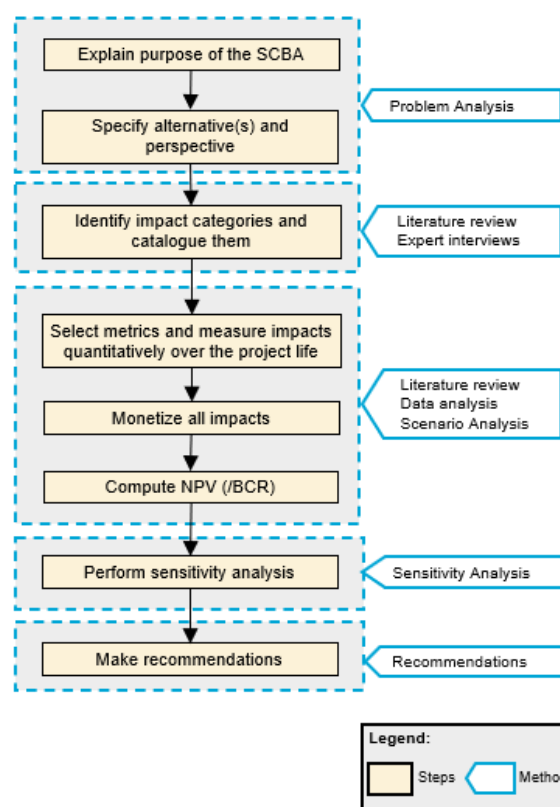 Explain purpose of the SCBA
Specify alternative(s) and
perspective
Problem Analysis
Identify impact categories and
catalogue them
Literature review
Expert interviews
Select metrics and measure impacts
quantitatively over the project life
Monetize all impacts
Compute NPV (/BCR)
Literature review
Data analysis
Scenario Analysis
Perform sensitivity analysis
Sensitivity Analysis
Make recommendations
Recommendations
Legend:
Steps
Metho